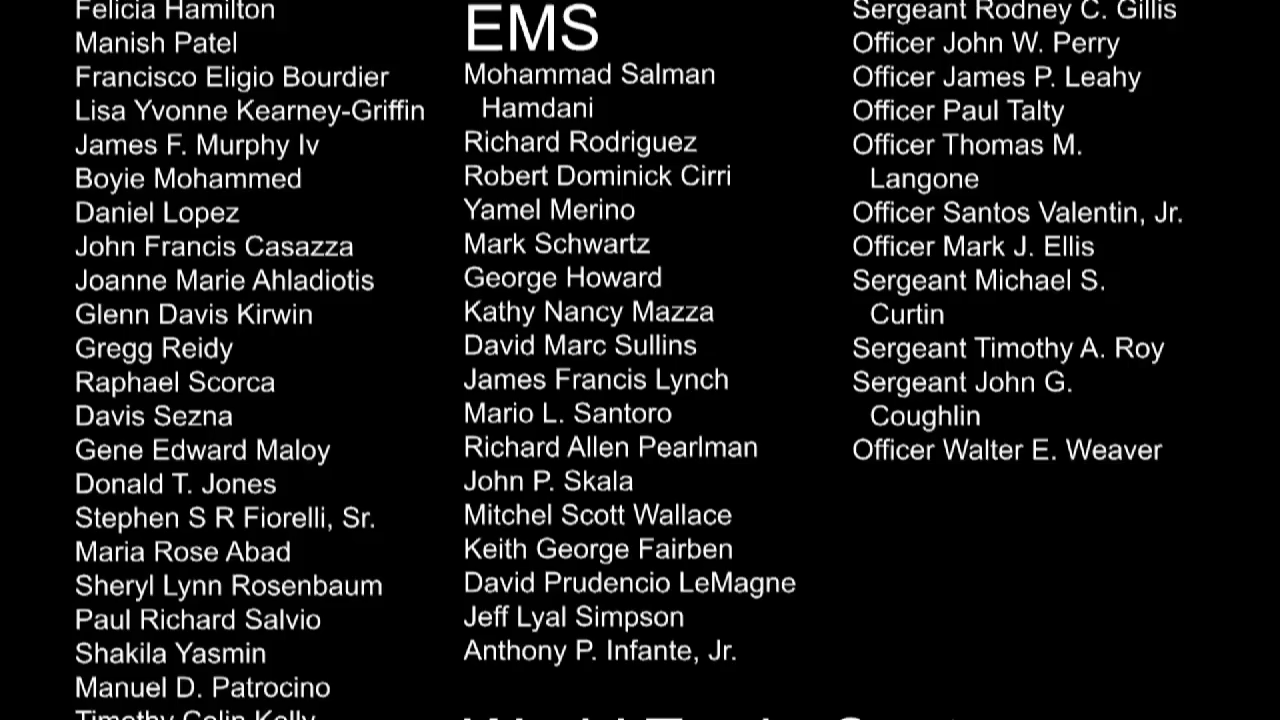 Felicia Hamilton
Manish Patel
Francisco Eligio Bourdier
Lisa Yvonne Kearney-Griffin
James F. Murphy Iv
Boyie Mohammed
Daniel Lopez
John Francis Casazza
Joanne Marie Ahladiotis
Glenn Davis Kirwin
Gregg Reidy
Raphael Scorca
Davis Sezna
Gene Edward Maloy
Donald T. Jones
Stephen S R Fiorelli, Sr.
Maria Rose Abad
Sheryl Lynn Rosenbaum
Paul Richard Salvio
Shakila Yasmin
Manuel D. Patrocino
Timothy Colin Kelly
EMS
Mohammad Salman
Hamdani
Richard Rodriguez
Robert Dominick Cirri
Yamel Merino
Mark Schwartz
George Howard
Kathy Nancy Mazza
David Marc Sullins
James Francis Lynch
Mario L. Santoro
Richard Allen Pearlman
John P. Skala
Mitchel Scott Wallace
Keith George Fairben
David Prudencio LeMagne
Jeff Lyal Simpson
Anthony P. Infante, Jr.
Sergeant Rodney C. Gillis
Officer John W. Perry
Officer James P. Leahy
Officer Paul Talty
Officer Thomas M.
Langone
Officer Santos Valentin, Jr.
Officer Mark J. Ellis
Sergeant Michael S.
Curtin
Sergeant Timothy A. Roy
Sergeant John G.
Coughlin
Officer Walter E. Weaver